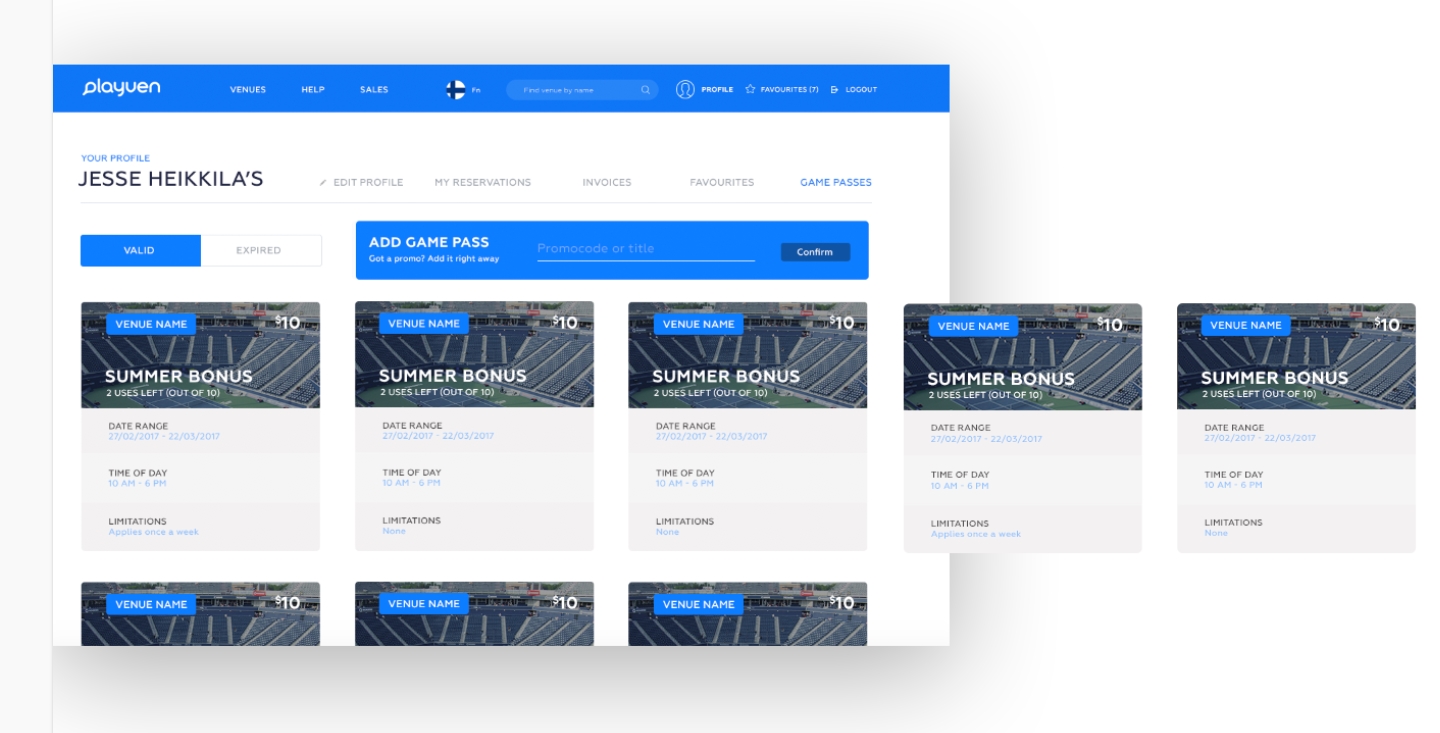 playven
VENUES HELP SALES Fn Find venue by name PROFILE FAVOURITES (7) LOGOUT
YOUR PROFILE
JESSE HEIKKILA'S
EDIT PROFILE MY RESERVATIONS INVOICES FAVOURITES GAME PASSES
VALID EXPIRED
ADD GAME PASS
Got a promo? Add it right away
Promocode or title
Confirm
VENUE NAME
$10
SUMMER BONUS
2 USES LEFT (OUT OF 10)
DATE RANGE
27/02/2017 - 22/03/2017
TIME OF DAY
10 AM - 6 PM
LIMITATIONS
Applies once a week
VENUE NAME
$10
SUMMER BONUS
2 USES LEFT (OUT OF 10)
DATE RANGE
27/02/2017 - 22/03/2017
TIME OF DAY
10 AM - 6 PM
LIMITATIONS
None
VENUE NAME
$10
SUMMER BONUS
2 USES LEFT (OUT OF 10)
DATE RANGE
27/02/2017 - 22/03/2017
TIME OF DAY
10 AM - 6 PM
LIMITATIONS
None
VENUE NAME
$10
SUMMER BONUS
2 USES LEFT (OUT OF 10)
DATE RANGE
27/02/2017 - 22/03/2017
TIME OF DAY
10 AM - 6 PM
LIMITATIONS
Applies once a week
VENUE NAME
$10
SUMMER BONUS
2 USES LEFT (OUT OF 10)
DATE RANGE
27/02/2017 - 22/03/2017
TIME OF DAY
10 AM - 6 PM
LIMITATIONS
None
VENUE NAME
$10
VENUE NAME
$10
VENUE NAME
$10